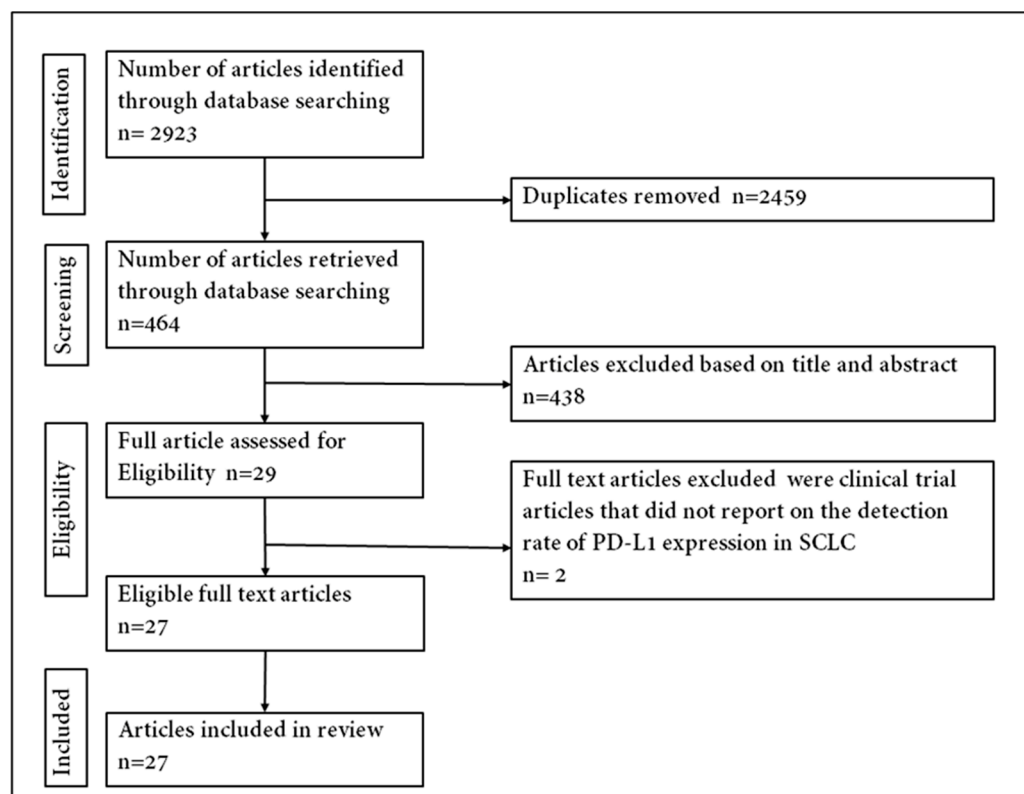 Identification
Number of articles identified
through database searching
n= 2923
Duplicates removed  n=2459
Screening
Number of articles retrieved
through database searching
n=464
Articles excluded based on title and abstract
n=438
Eligibility
Full article assessed for
Eligibility  n=29
Full text articles excluded  were clinical trial
articles that did not report on the detection
rate of PD-L1 expression in SCLC
n= 2
Eligible full text articles
n=27
Included
Articles included in review
n=27